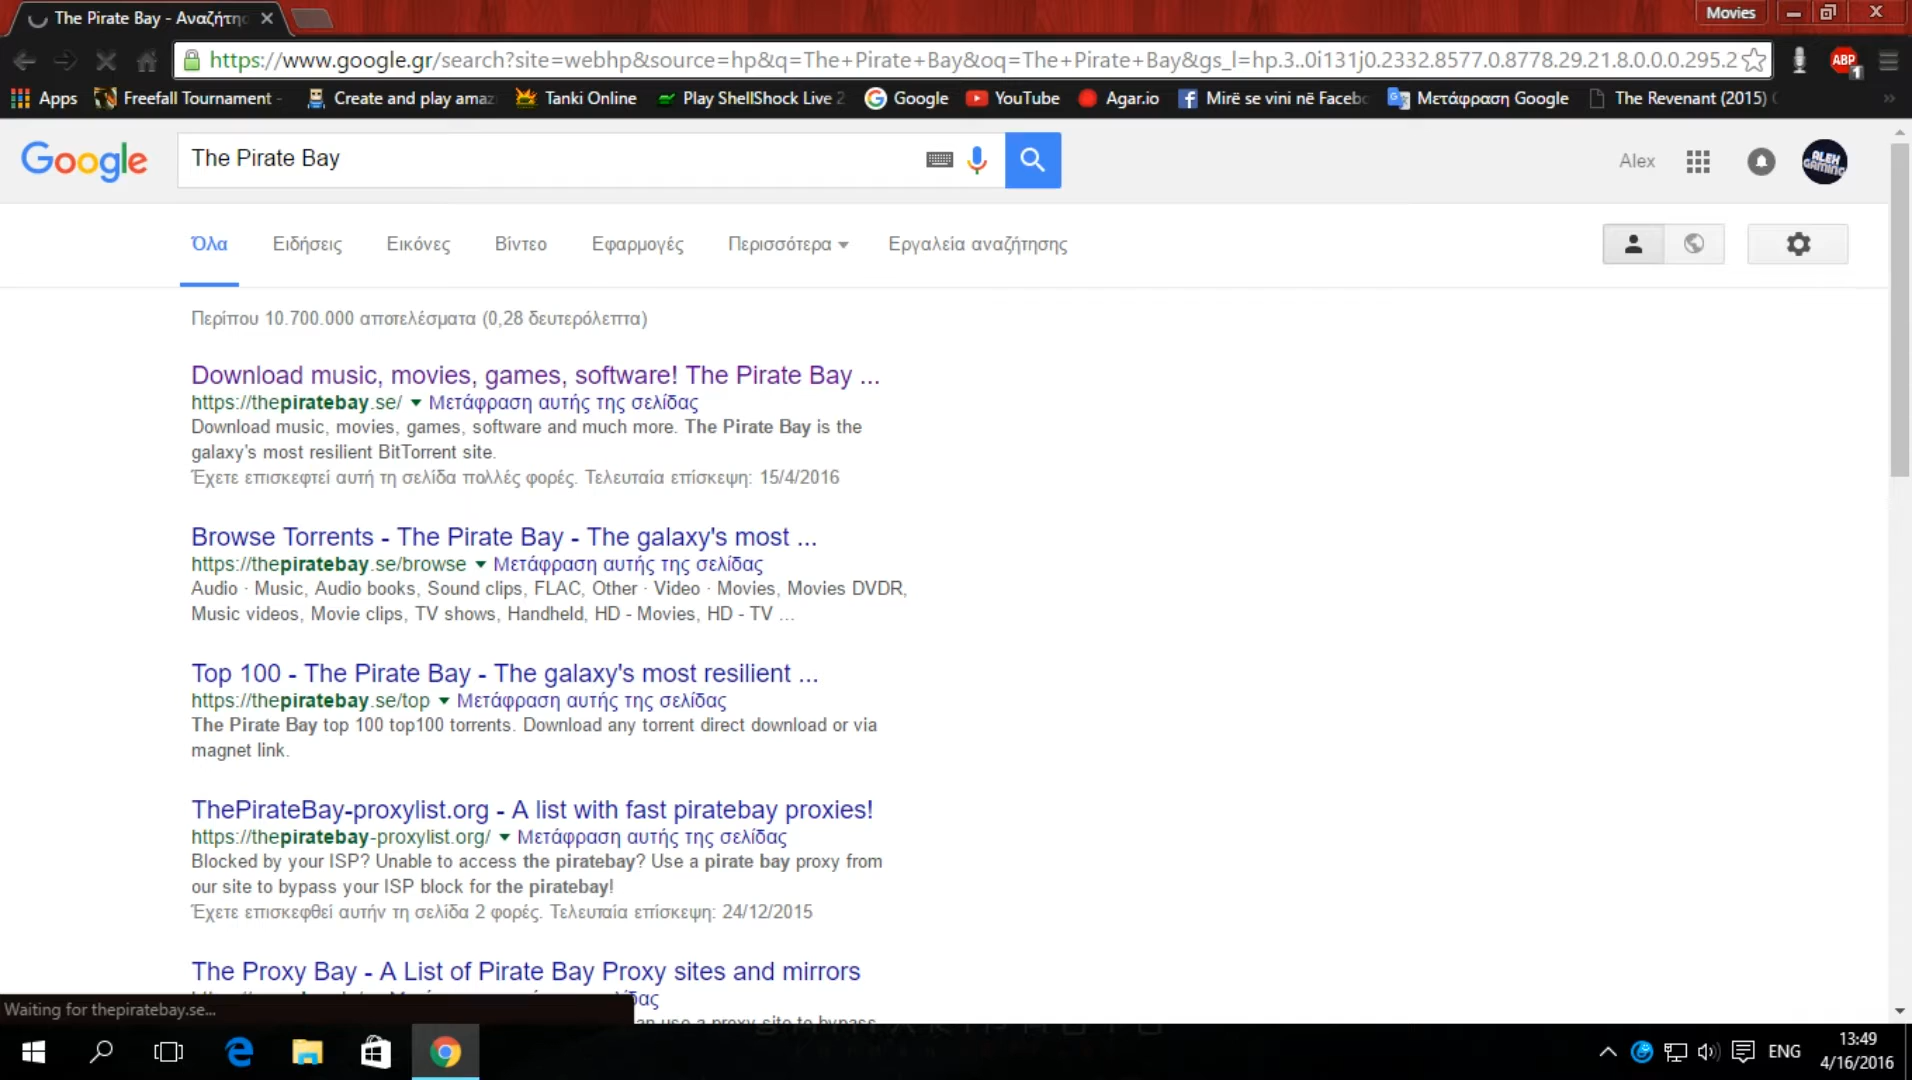 The Pirate Bay - Αναζήτησ
Movies
https://www.google.gr/search?site=webhp&source=hp&q=The+Pirate+Bay&oq=The+Pirate+Bay&gs_l=hp.3..0i131j0.2332.8577.0.8778.29.21.8.0.0.0.295.2
ABP
1
Apps
Freefall Tournament -
Create and play amaz
Tanki Online
Play ShellShock Live 2
Google
YouTube
Agar.io
Mirë se vini në Facebo
Μετάφραση Google
The Revenant (2015)
Google
The Pirate Bay
Alex
ALEX GAMING
Όλα
Ειδήσεις
Εικόνες
Βίντεο
Εφαρμογές
Περισσότερα
Εργαλεία αναζήτησης
Περίπου 10.700.000 αποτελέσματα (0,28 δευτερόλεπτα)
Download music, movies, games, software! The Pirate Bay ...
https://thepiratebay.se/ Μετάφραση αυτής της σελίδας
Download music, movies, games, software and much more. The Pirate Bay is the
galaxy's most resilient BitTorrent site.
Έχετε επισκεφτεί αυτή τη σελίδα πολλές φορές. Τελευταία επίσκεψη: 15/4/2016
Browse Torrents - The Pirate Bay - The galaxy's most ...
https://thepiratebay.se/browse Μετάφραση αυτής της σελίδας
Audio · Music, Audio books, Sound clips, FLAC, Other · Video · Movies, Movies DVDR,
Music videos, Movie clips, TV shows, Handheld, HD - Movies, HD - TV ...
Top 100 - The Pirate Bay - The galaxy's most resilient ...
https://thepiratebay.se/top Μετάφραση αυτής της σελίδας
The Pirate Bay top 100 top100 torrents. Download any torrent direct download or via
magnet link.
ThePirateBay-proxylist.org - A list with fast piratebay proxies!
https://thepiratebay-proxylist.org/ Μετάφραση αυτής της σελίδας
Blocked by your ISP? Unable to access the piratebay? Use a pirate bay proxy from
our site to bypass your ISP block for the piratebay!
Έχετε επισκεφθεί αυτήν τη σελίδα 2 φορές. Τελευταία επίσκεψη: 24/12/2015
The Proxy Bay - A List of Pirate Bay Proxy sites and mirrors
Waiting for thepiratebay.se...
ENG
13:49
4/16/2016